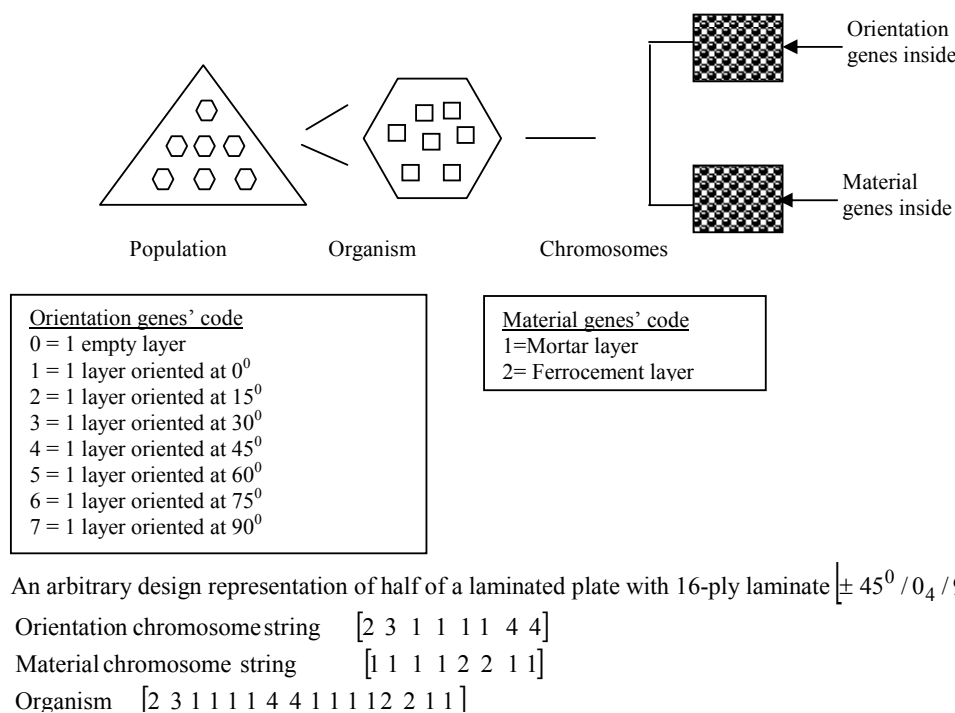 Orientation
genes inside
Material
genes inside
Population Organism Chromosomes
Orientation genes' code
0 = 1 empty layer
1 = 1 layer oriented at 0⁰
2 = 1 layer oriented at 15⁰
3 = 1 layer oriented at 30⁰
4 = 1 layer oriented at 45⁰
5 = 1 layer oriented at 60⁰
6 = 1 layer oriented at 75⁰
7 = 1 layer oriented at 90⁰
Material genes' code
1=Mortar layer
2= Ferrocement layer
An arbitrary design representation of half of a laminated plate with 16-ply laminate [± 45⁰ / 0₄ /
Orientation chromosome string [2 3 1 1 1 1 4 4]
Material chromosome string [1 1 1 1 2 2 1 1]
Organism [2 3 1 1 1 1 4 4 1 1 1 12 2 1 1]